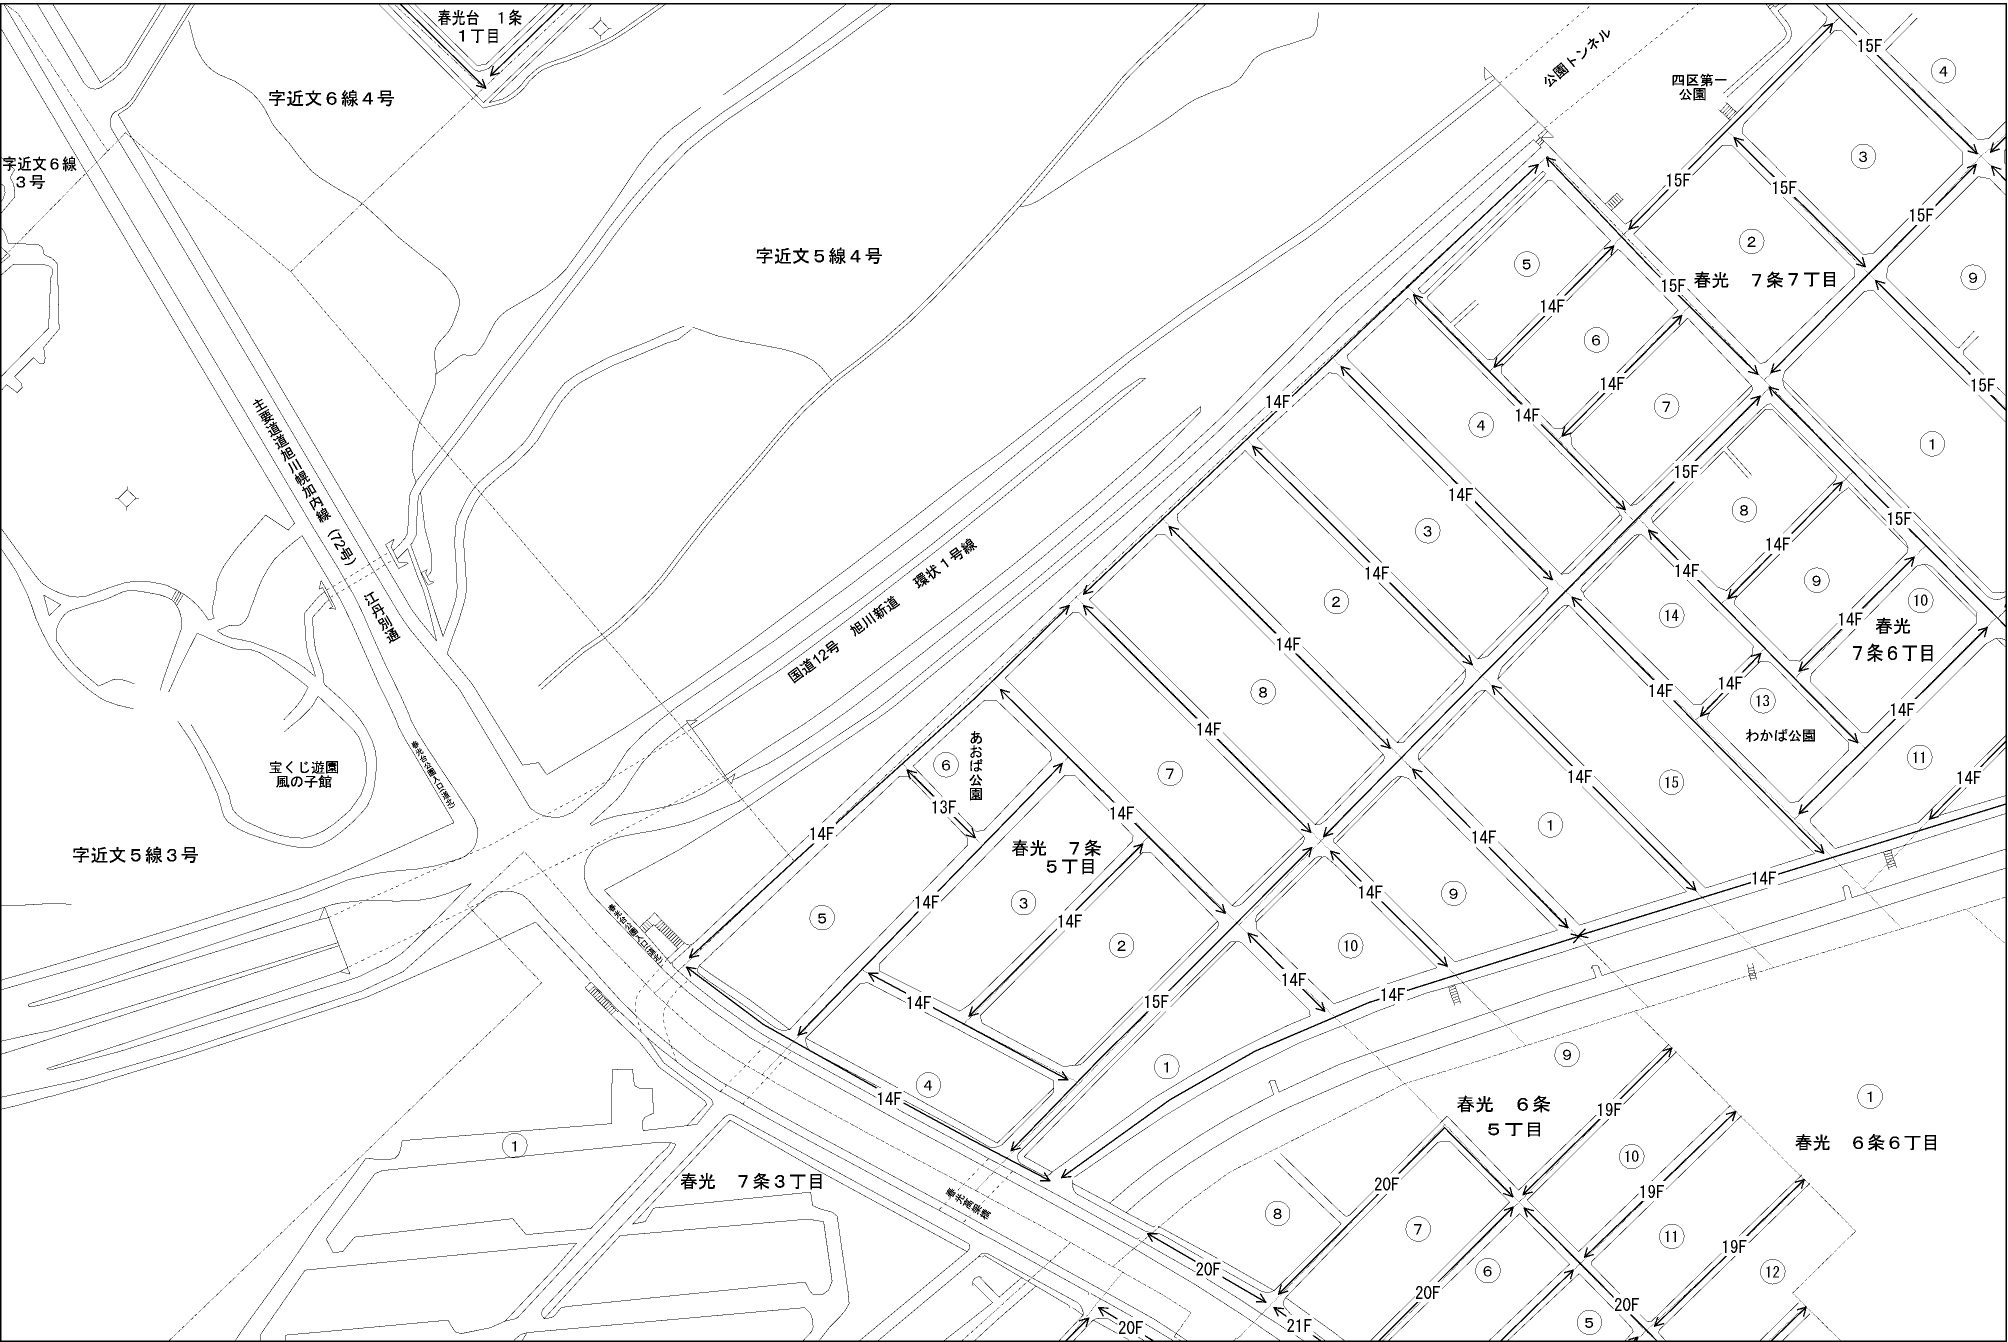 春光台　１条
１丁目
字近文６線４号
字近文６線
３号
公園トンネル
四区第一
公園
15F
4
3
15F
15F
15F
2
春光　７条７丁目
9
15F
5
14F
字近文５線４号
6
14F
7
15F
1
14F
14F
4
14F
主要道道旭川幌加内線（72号）
江丹別通
国道12号　旭川新道　環状１号線
15F
8
15F
3
14F
14F
14F
9
10
14F
春光
７条６丁目
14
2
14F
8
14F
14F
13
14F
わかば公園
11
14F
14F
7
15
14F
あおば公園
6
13F
14F
14F
14F
1
宝くじ遊園
風の子館
字近文５線３号
春光　７条
５丁目
14F
9
14F
5
14F
3
14F
2
10
14F
14F
14F
15F
1
4
14F
9
春光　６条
５丁目
19F
1
春光　６条６丁目
10
19F
1
春光　７条３丁目
春光高架橋
8
20F
7
11
19F
12
6
20F
20F
20F
5
20F
21F